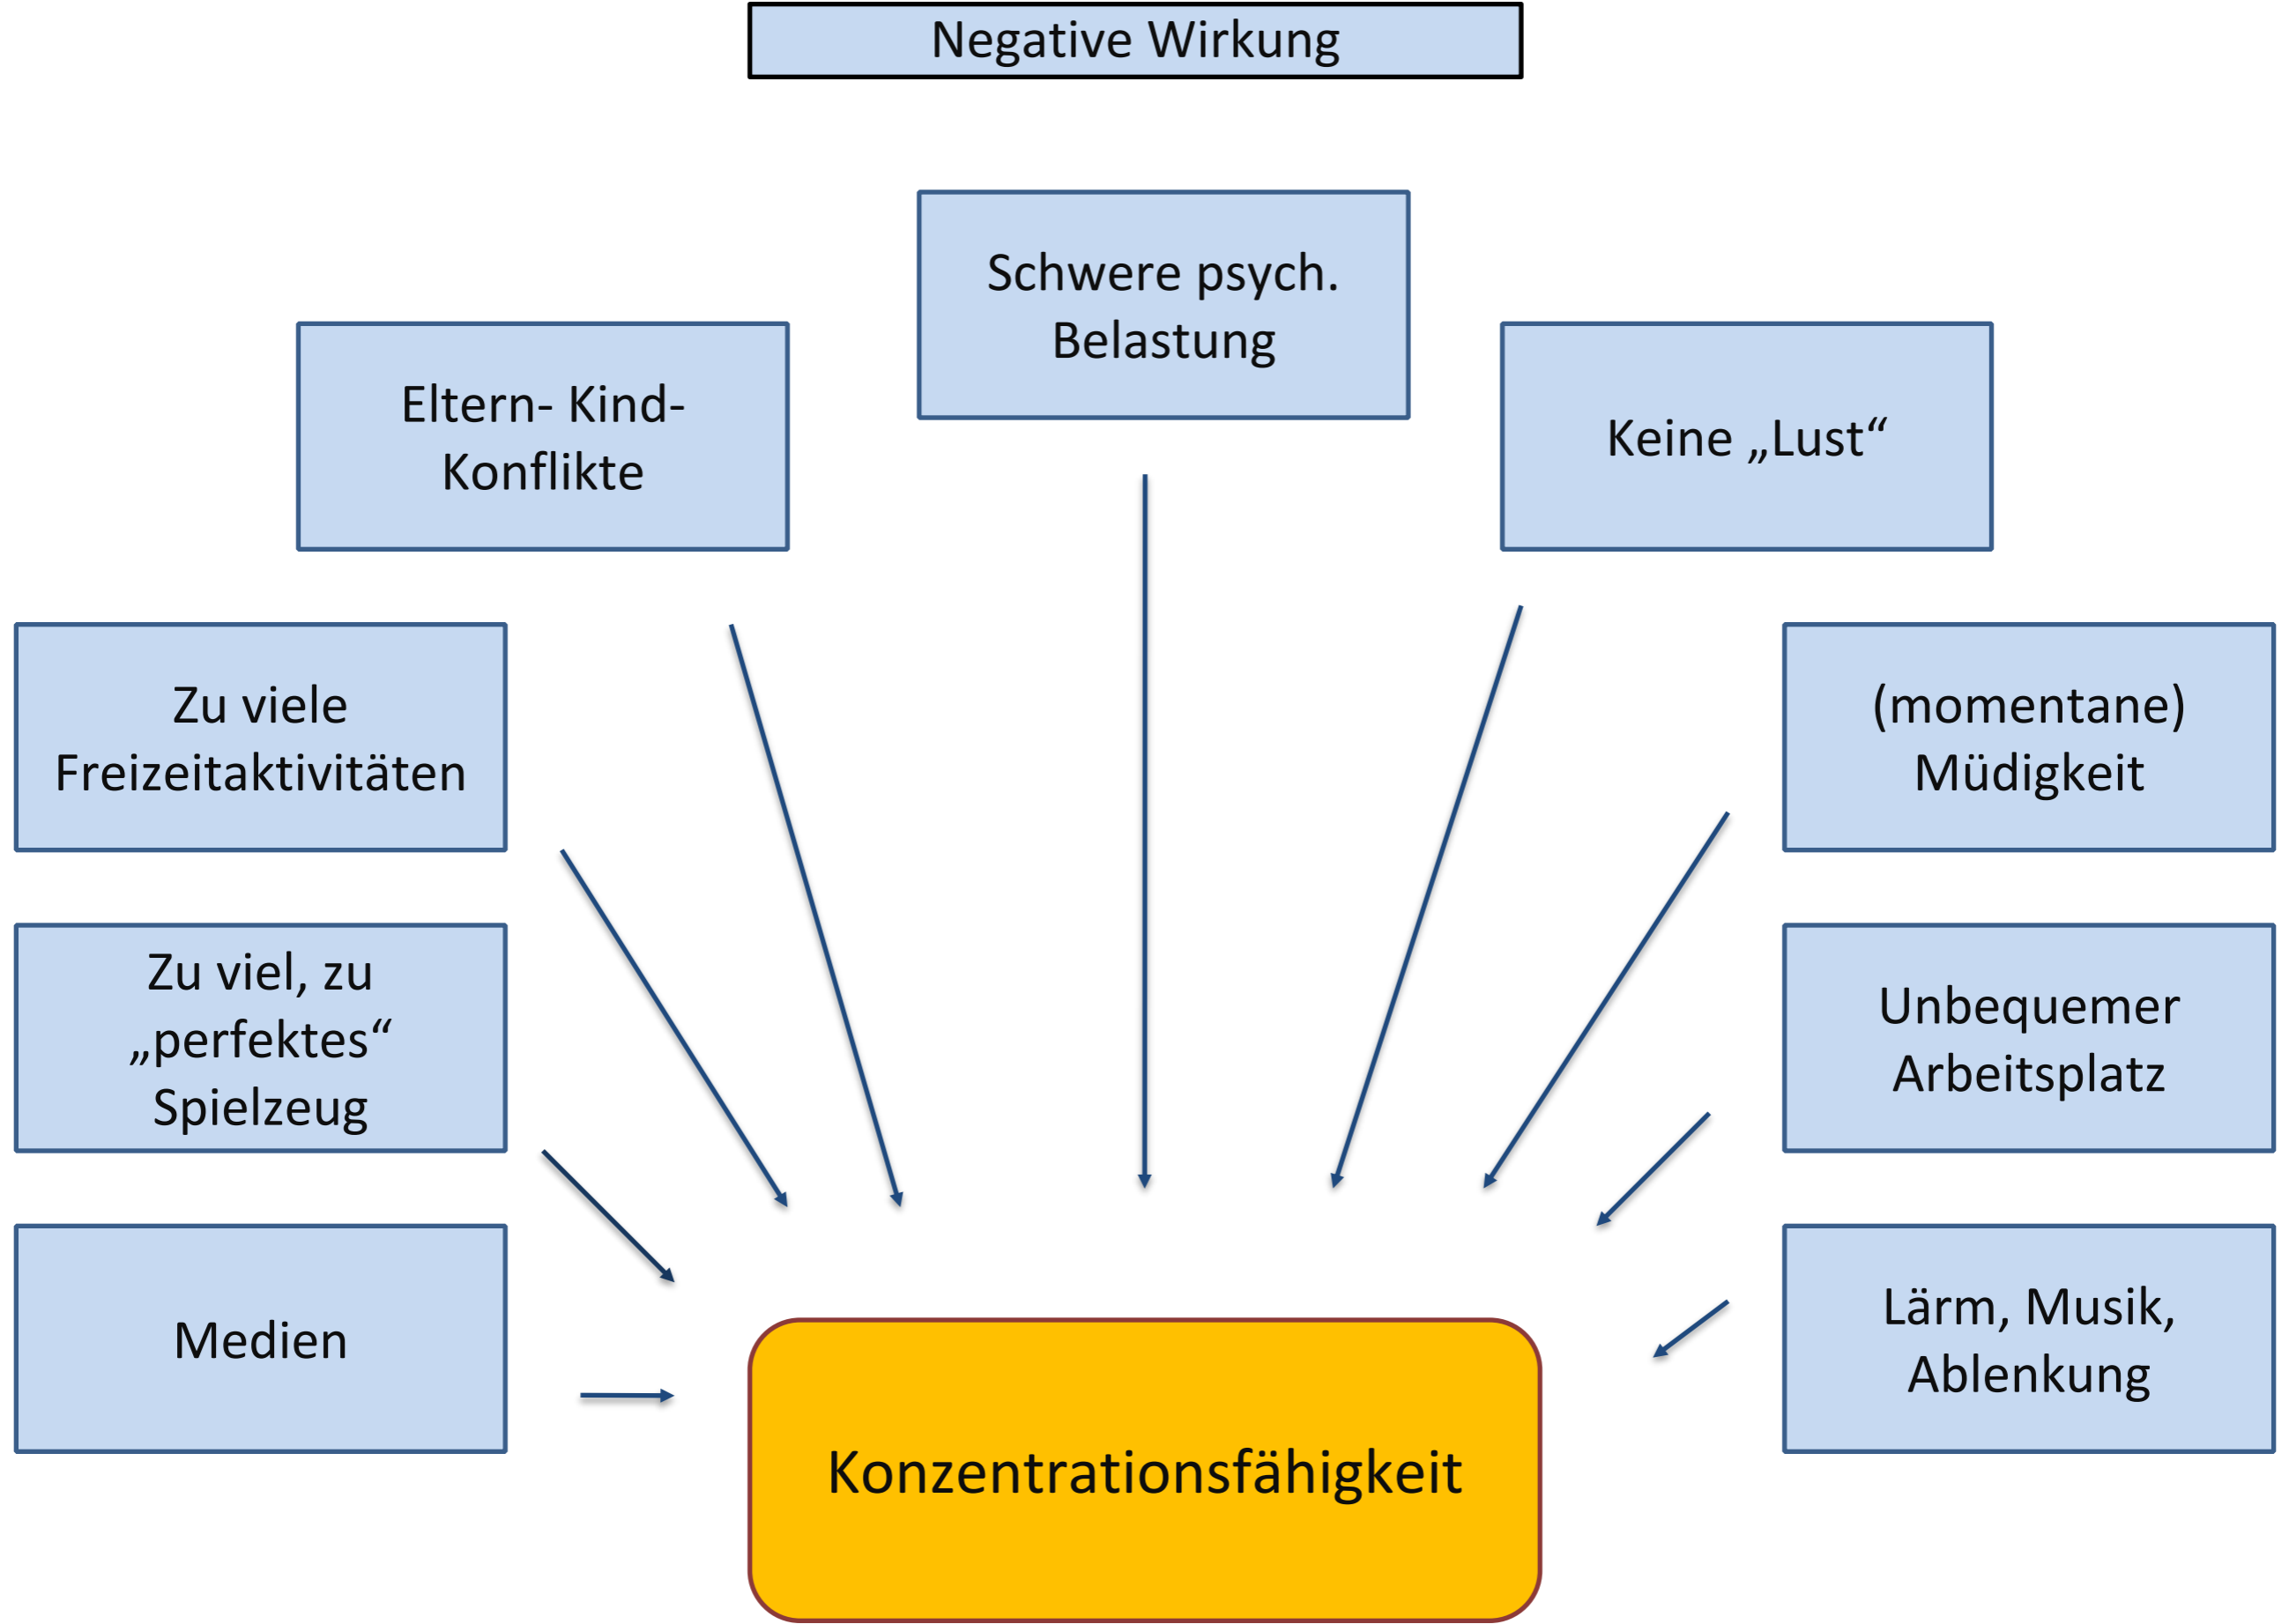 Negative Wirkung
Schwere psych.
Belastung
Eltern- Kind-
Konflikte
Keine „Lust“
Zu viele
Freizeitaktivitäten
(momentane)
Müdigkeit
Zu viel, zu
„perfektes“
Spielzeug
Unbequemer
Arbeitsplatz
Medien
Lärm, Musik,
Ablenkung
Konzentrationsfähigkeit